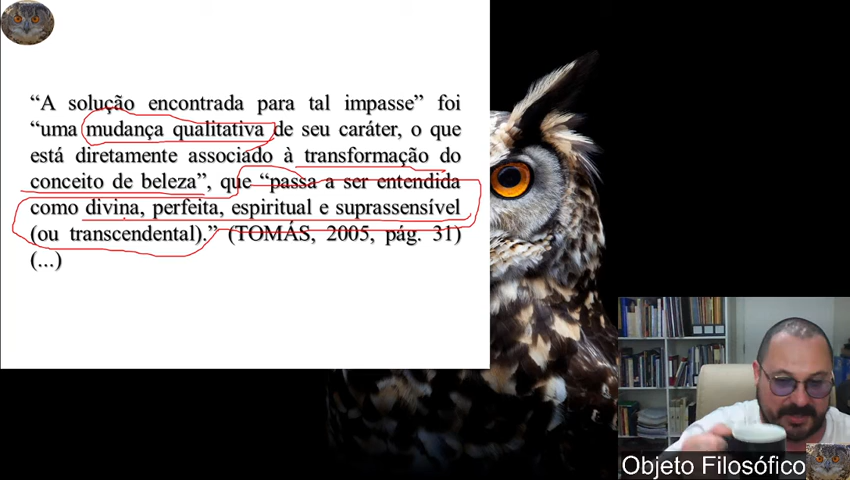 “A solução encontrada para tal impasse” foi
“uma mudança qualitativa de seu caráter, o que
está diretamente associado à transformação do
conceito de beleza”, que “passa a ser entendida
como divina, perfeita, espiritual e suprassensível
(ou transcendental).” (TOMÁS, 2005, pág. 31)
(...)
Objeto Filosófico